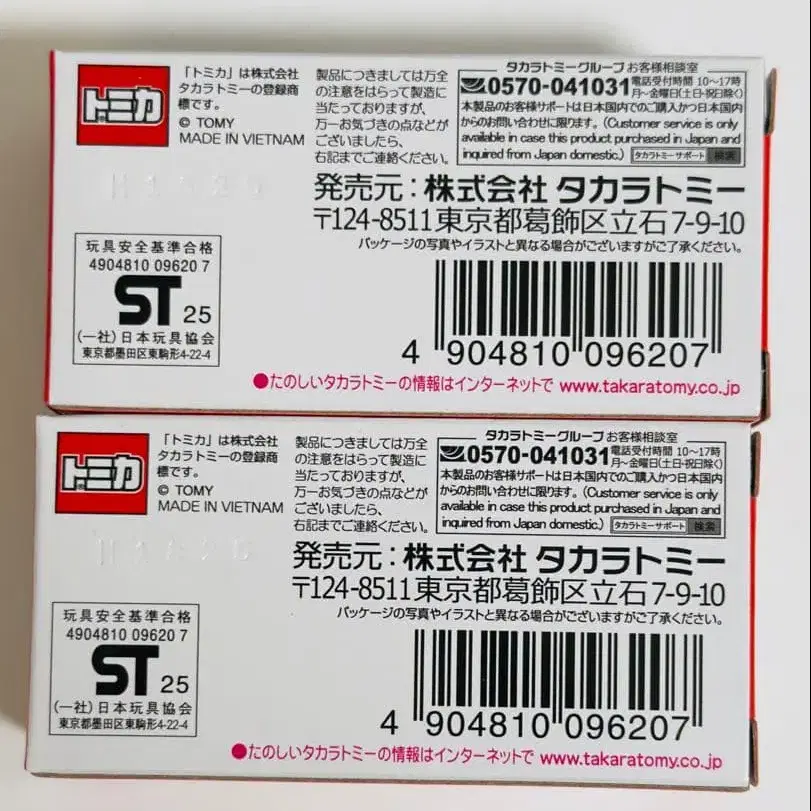 トミカ
「トミカ」は株式会社
タカラトミーの登録商
標です。
© TOMY
MADE IN VIETNAM
製品につきましては万全
の注意をはらって製造に
当たっておりますが、
万一お気づきの点などが
ございましたら、
右記までご連絡ください。
タカラトミーグループ お客様相談室
0570-041031 電話受付時間 10〜17時
月〜金曜日(土・日・祝日除く)
本製品のお客様サポートは日本国内でのご購入かつ日本国内
からのお問い合わせに限ります。(Customer service is only
available in case this product purchased in Japan and
inquired from Japan domestic.) タカラトミーサポート 検索
発売元：株式会社 タカラトミー
〒124-8511東京都葛飾区立石7-9-10
パッケージの写真やイラストと異なる場合がございますがご了承ください。
玩具安全基準合格
4904810 09620 7
ST 25
(一社)日本玩具協会
東京都墨田区東駒形4-22-4
4 904810 096207
●たのしいタカラトミーの情報はインターネットで www.takaratomy.co.jp
トミカ
「トミカ」は株式会社
タカラトミーの登録商
標です。
© TOMY
MADE IN VIETNAM
製品につきましては万全
の注意をはらって製造に
当たっておりますが、
万一お気づきの点などが
ございましたら、
右記までご連絡ください。
タカラトミーグループ お客様相談室
0570-041031 電話受付時間 10〜17時
月〜金曜日(土・日・祝日除く)
本製品のお客様サポートは日本国内でのご購入かつ日本国内
からのお問い合わせに限ります。(Customer service is only
available in case this product purchased in Japan and
inquired from Japan domestic.) タカラトミーサポート 検索
発売元：株式会社 タカラトミー
〒124-8511東京都葛飾区立石7-9-10
パッケージの写真やイラストと異なる場合がございますがご了承ください。
玩具安全基準合格
4904810 09620 7
ST 25
(一社)日本玩具協会
東京都墨田区東駒形4-22-4
4 904810 096207
●たのしいタカラトミーの情報はインターネットで www.takaratomy.co.jp